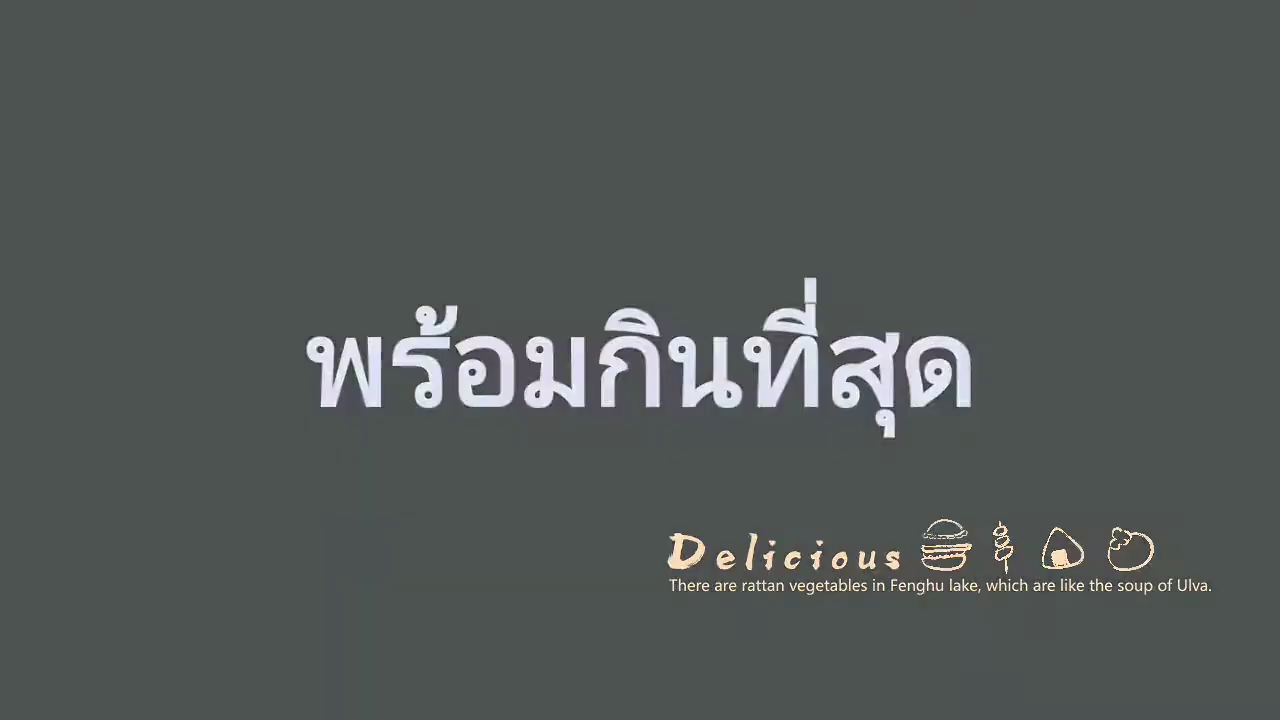 พร้อมกินที่สุด
Delicious
There are rattan vegetables in Fenghu lake, which are like the soup of Ulva.